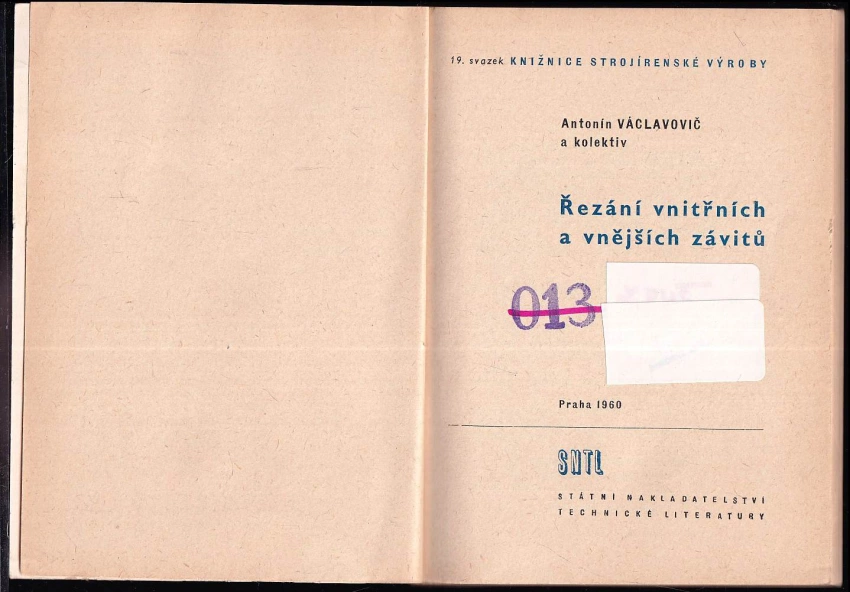 19. svazek KNIŽNICE STROJÍRENSKÉ VÝROBY
Antonín VÁCLAVOVIČ
a kolektiv
Řezání vnitřních
a vnějších závitů
013
Praha 1960
SNTL
STÁTNÍ NAKLADATELSTVÍ
TECHNICKÉ LITERATURY